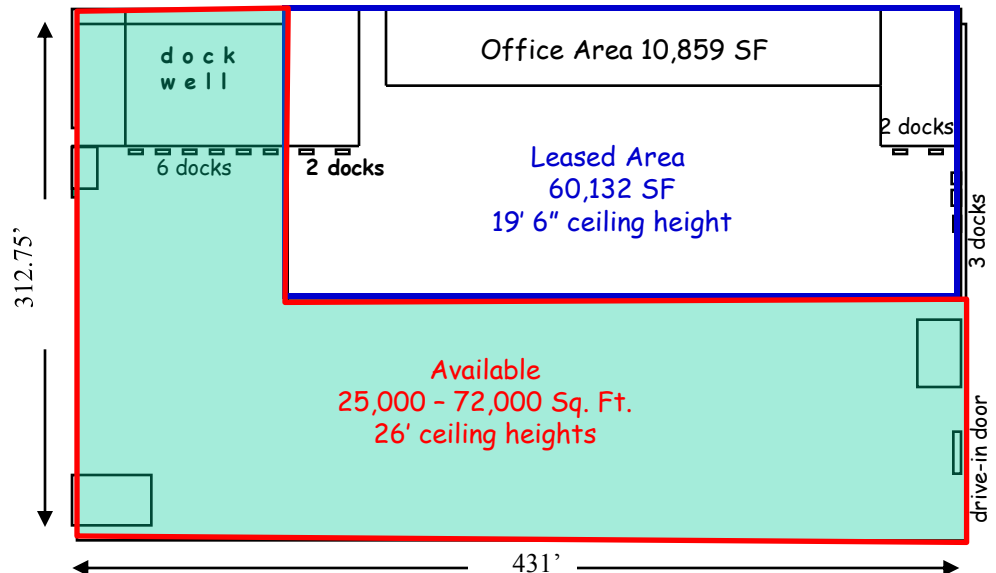 d o c k
w e l l
Office Area 10,859 SF
6 docks
2 docks
2 docks
Leased Area
60,132 SF
19’ 6” ceiling height
3 docks
312.75’
Available
25,000 – 72,000 Sq. Ft.
26’ ceiling heights
drive-in door
431’